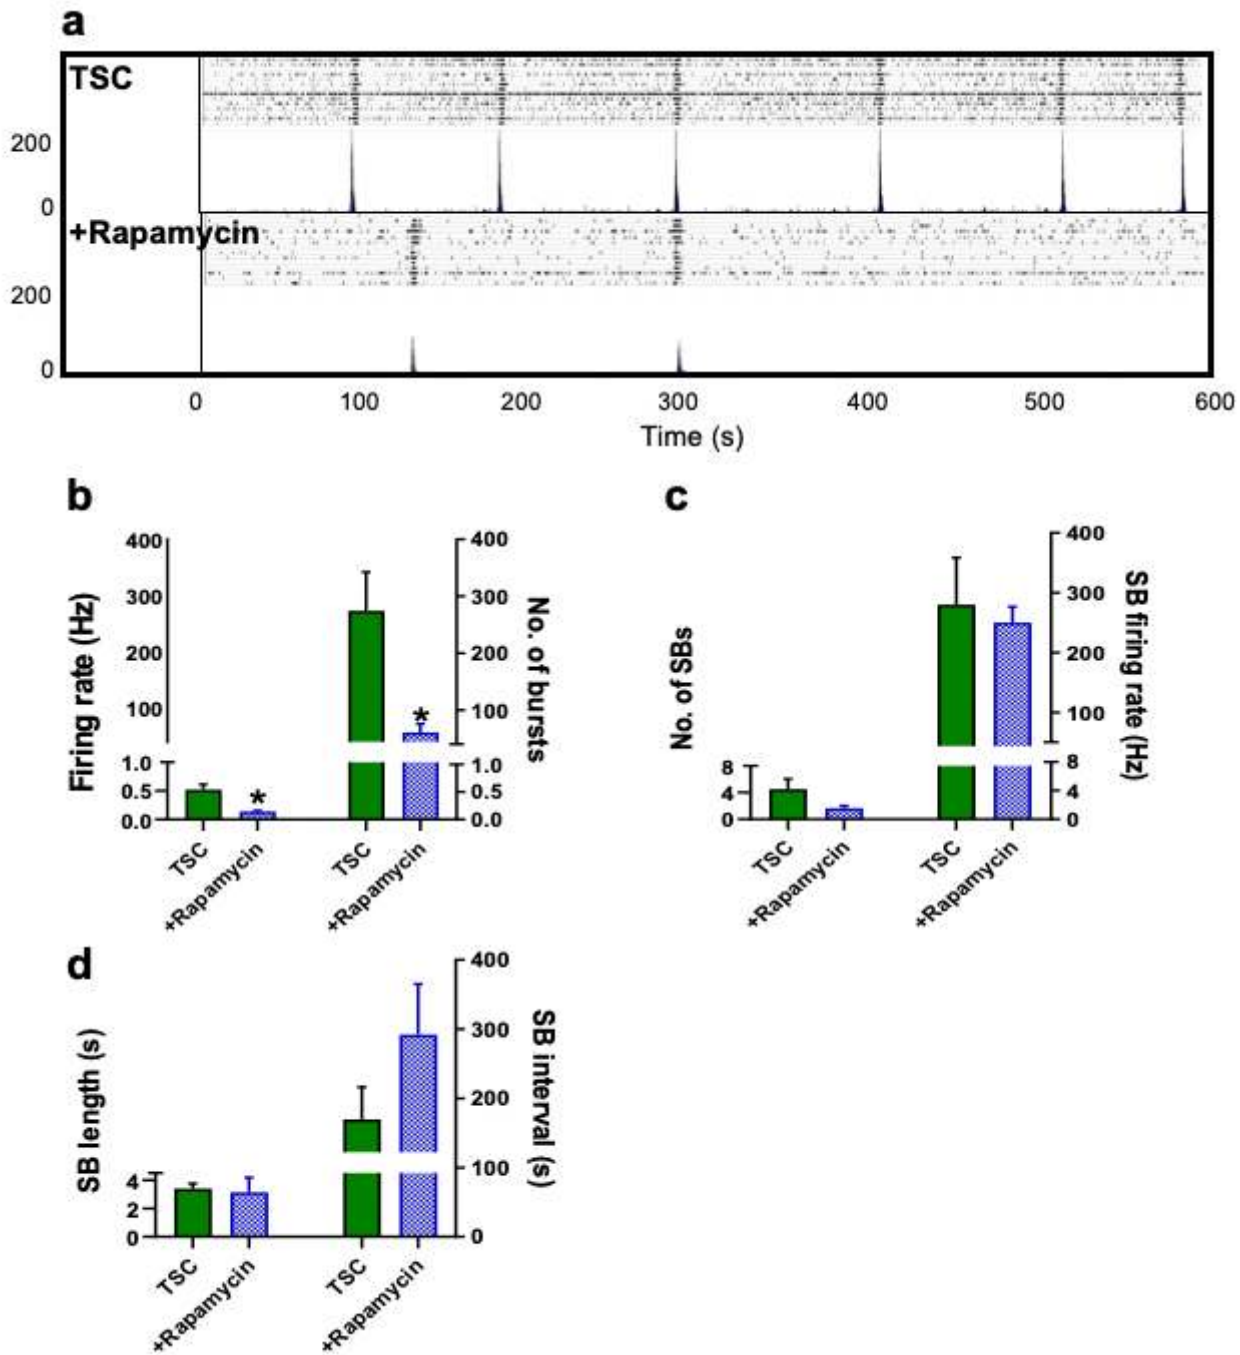 a
TSC
200
0
+Rapamycin
200
0
0 100 200 300 400 500 600
Time (s)
b
Firing rate (Hz)
400
300
200
100
1.0
0.5
0.0
*
*
400
300
200
100
1.0
0.5
0.0
No. of bursts
TSC
+Rapamycin
TSC
+Rapamycin
c
No. of SBs
8
4
0
400
300
200
100
8
4
0
SB firing rate (Hz)
TSC
+Rapamycin
TSC
+Rapamycin
d
SB length (s)
4
2
0
400
300
200
100
0
SB interval (s)
TSC
+Rapamycin
TSC
+Rapamycin